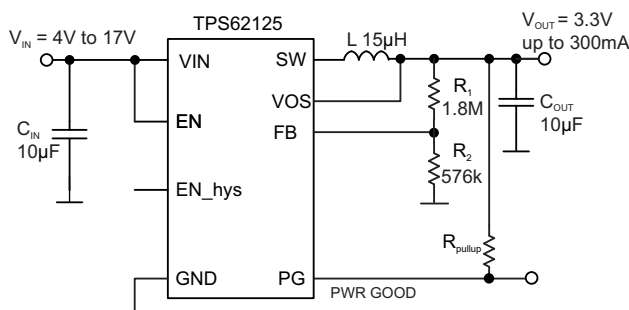 TPS62125
V_IN = 4V to 17V
V_OUT = 3.3V
up to 300mA
VIN
SW
L 15µH
VOS
EN
FB
R_1
1.8M
R_2
576k
C_IN
10µF
C_OUT
10µF
EN_hys
R_pullup
GND
PG
PWR GOOD